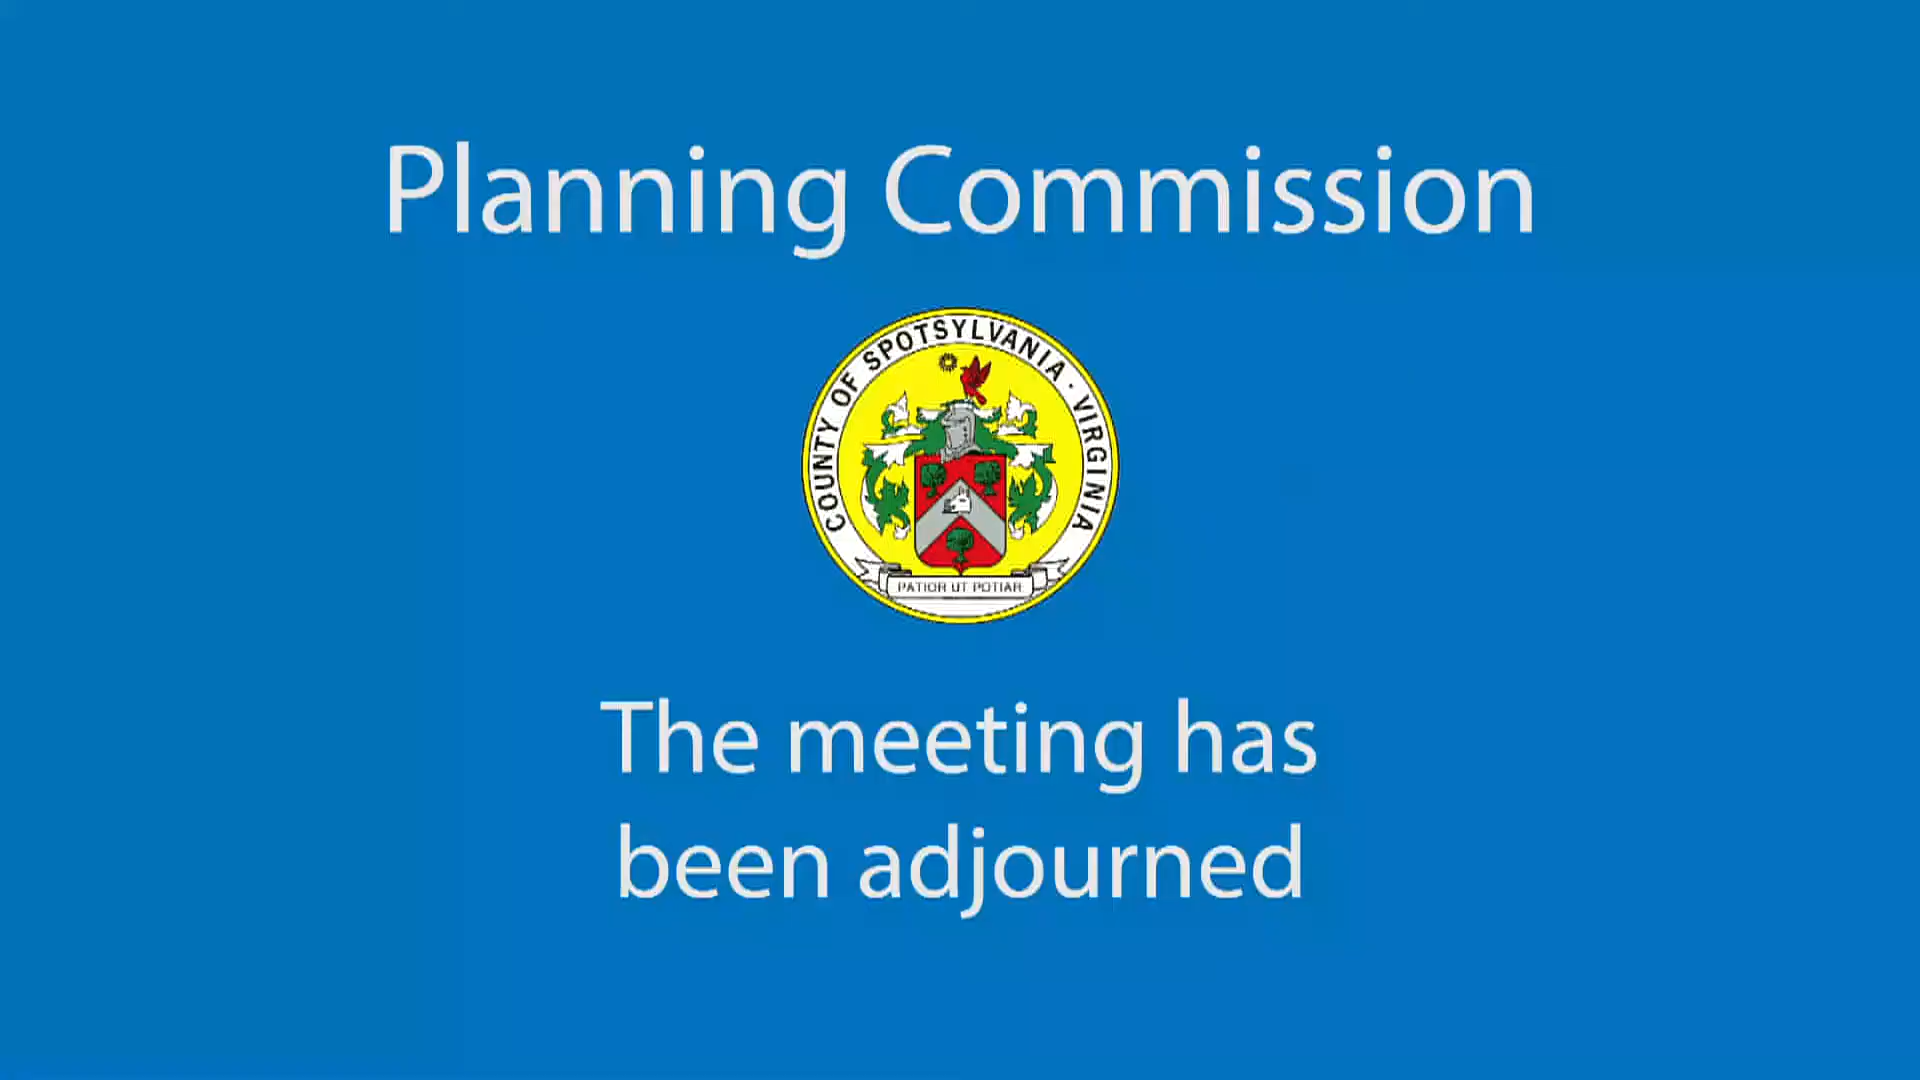 Planning Commission
COUNTY OF SPOTSYLVANIA · VIRGINIA
PATIOR UT POTIAR
The meeting has
been adjourned